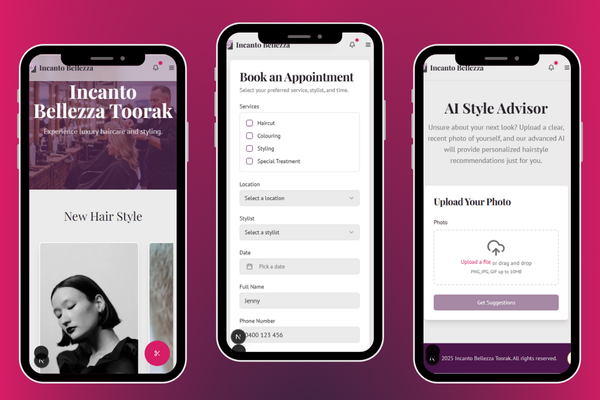 Incanto Bellezza
Incanto
Bellezza Toorak
Experience luxury haircare and styling.
New Hair Style
Incanto Bellezza
Book an Appointment
Select your preferred service, stylist, and time.
Services
Haircut
Colouring
Styling
Special Treatment
Location
Select a location
Stylist
Select a stylist
Date
Pick a date
Full Name
Jenny
Phone Number
0400 123 456
Incanto Bellezza
AI Style Advisor
Unsure about your next look? Upload a clear,
recent photo of yourself, and our advanced AI
will provide personalized hairstyle
recommendations just for you.
Upload Your Photo
Photo
Upload a file or drag and drop
PNG, JPG, GIF up to 10MB
Get Suggestions
2025 Incanto Bellezza Toorak. All rights reserved.